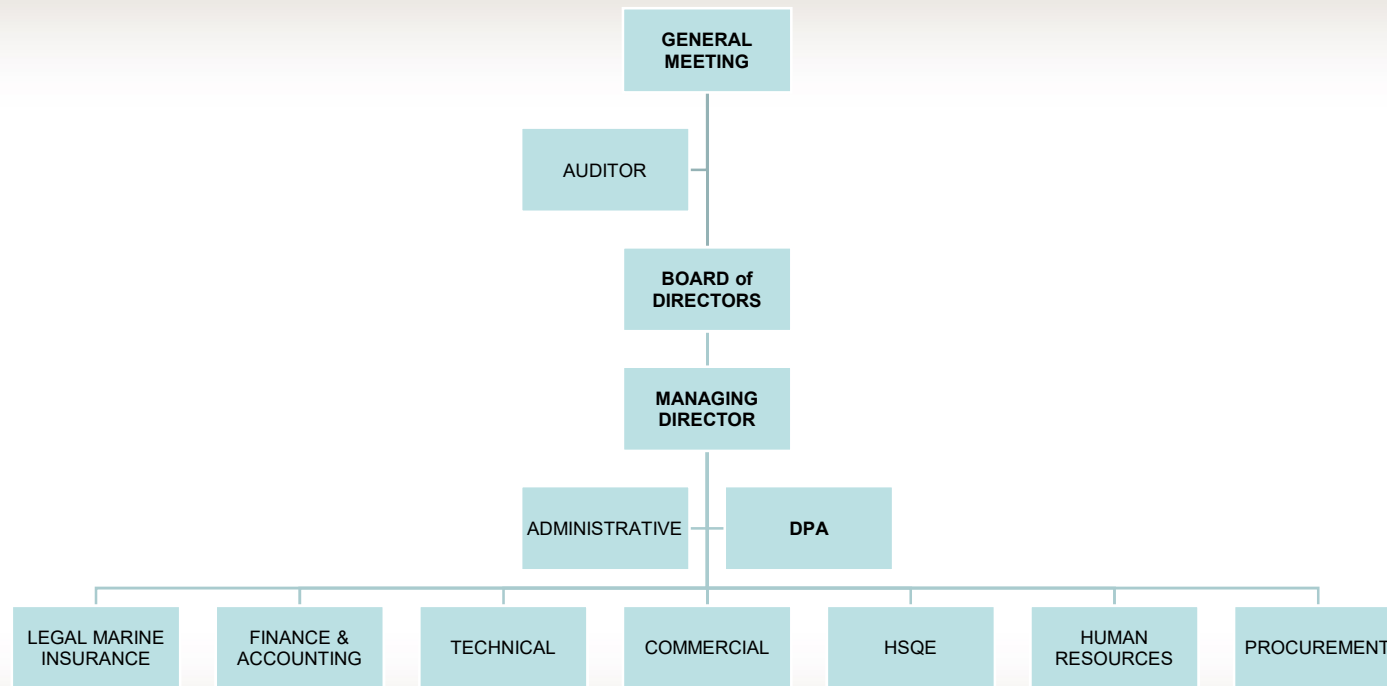 GENERAL
MEETING
AUDITOR
BOARD of
DIRECTORS
MANAGING
DIRECTOR
ADMINISTRATIVE
DPA
LEGAL MARINE
INSURANCE
FINANCE &
ACCOUNTING
TECHNICAL
COMMERCIAL
HSQE
HUMAN
RESOURCES
PROCUREMENT